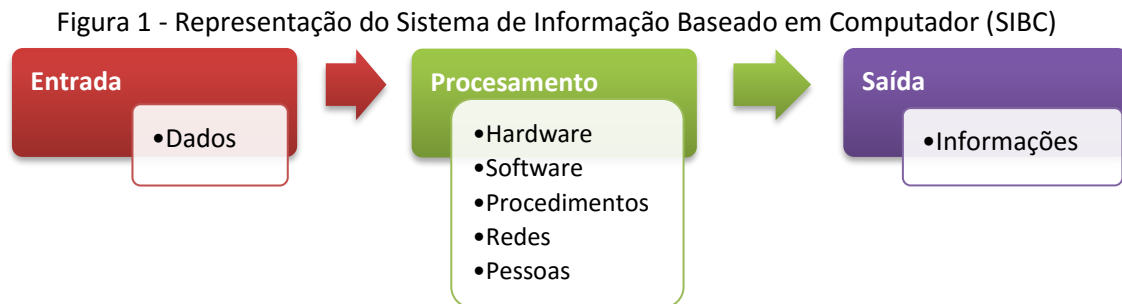 Figura 1 - Representação do Sistema de Informação Baseado em Computador (SIBC)
Entrada
•Dados
Procesamento
•Hardware
•Software
•Procedimentos
•Redes
•Pessoas
Saída
•Informações